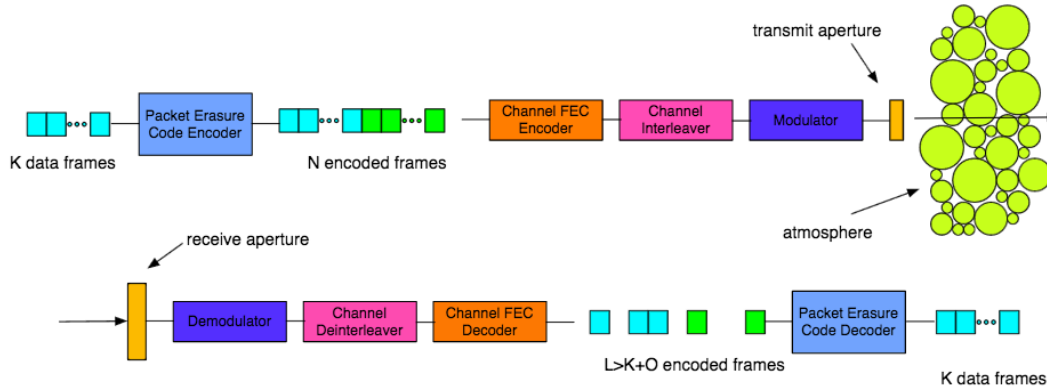 transmit aperture
Packet Erasure
Code Encoder
Channel FEC
Encoder
Channel
Interleaver
Modulator
K data frames
N encoded frames
atmosphere
receive aperture
Demodulator
Channel
Deinterleaver
Channel FEC
Decoder
Packet Erasure
Code Decoder
L>K+O encoded frames
K data frames